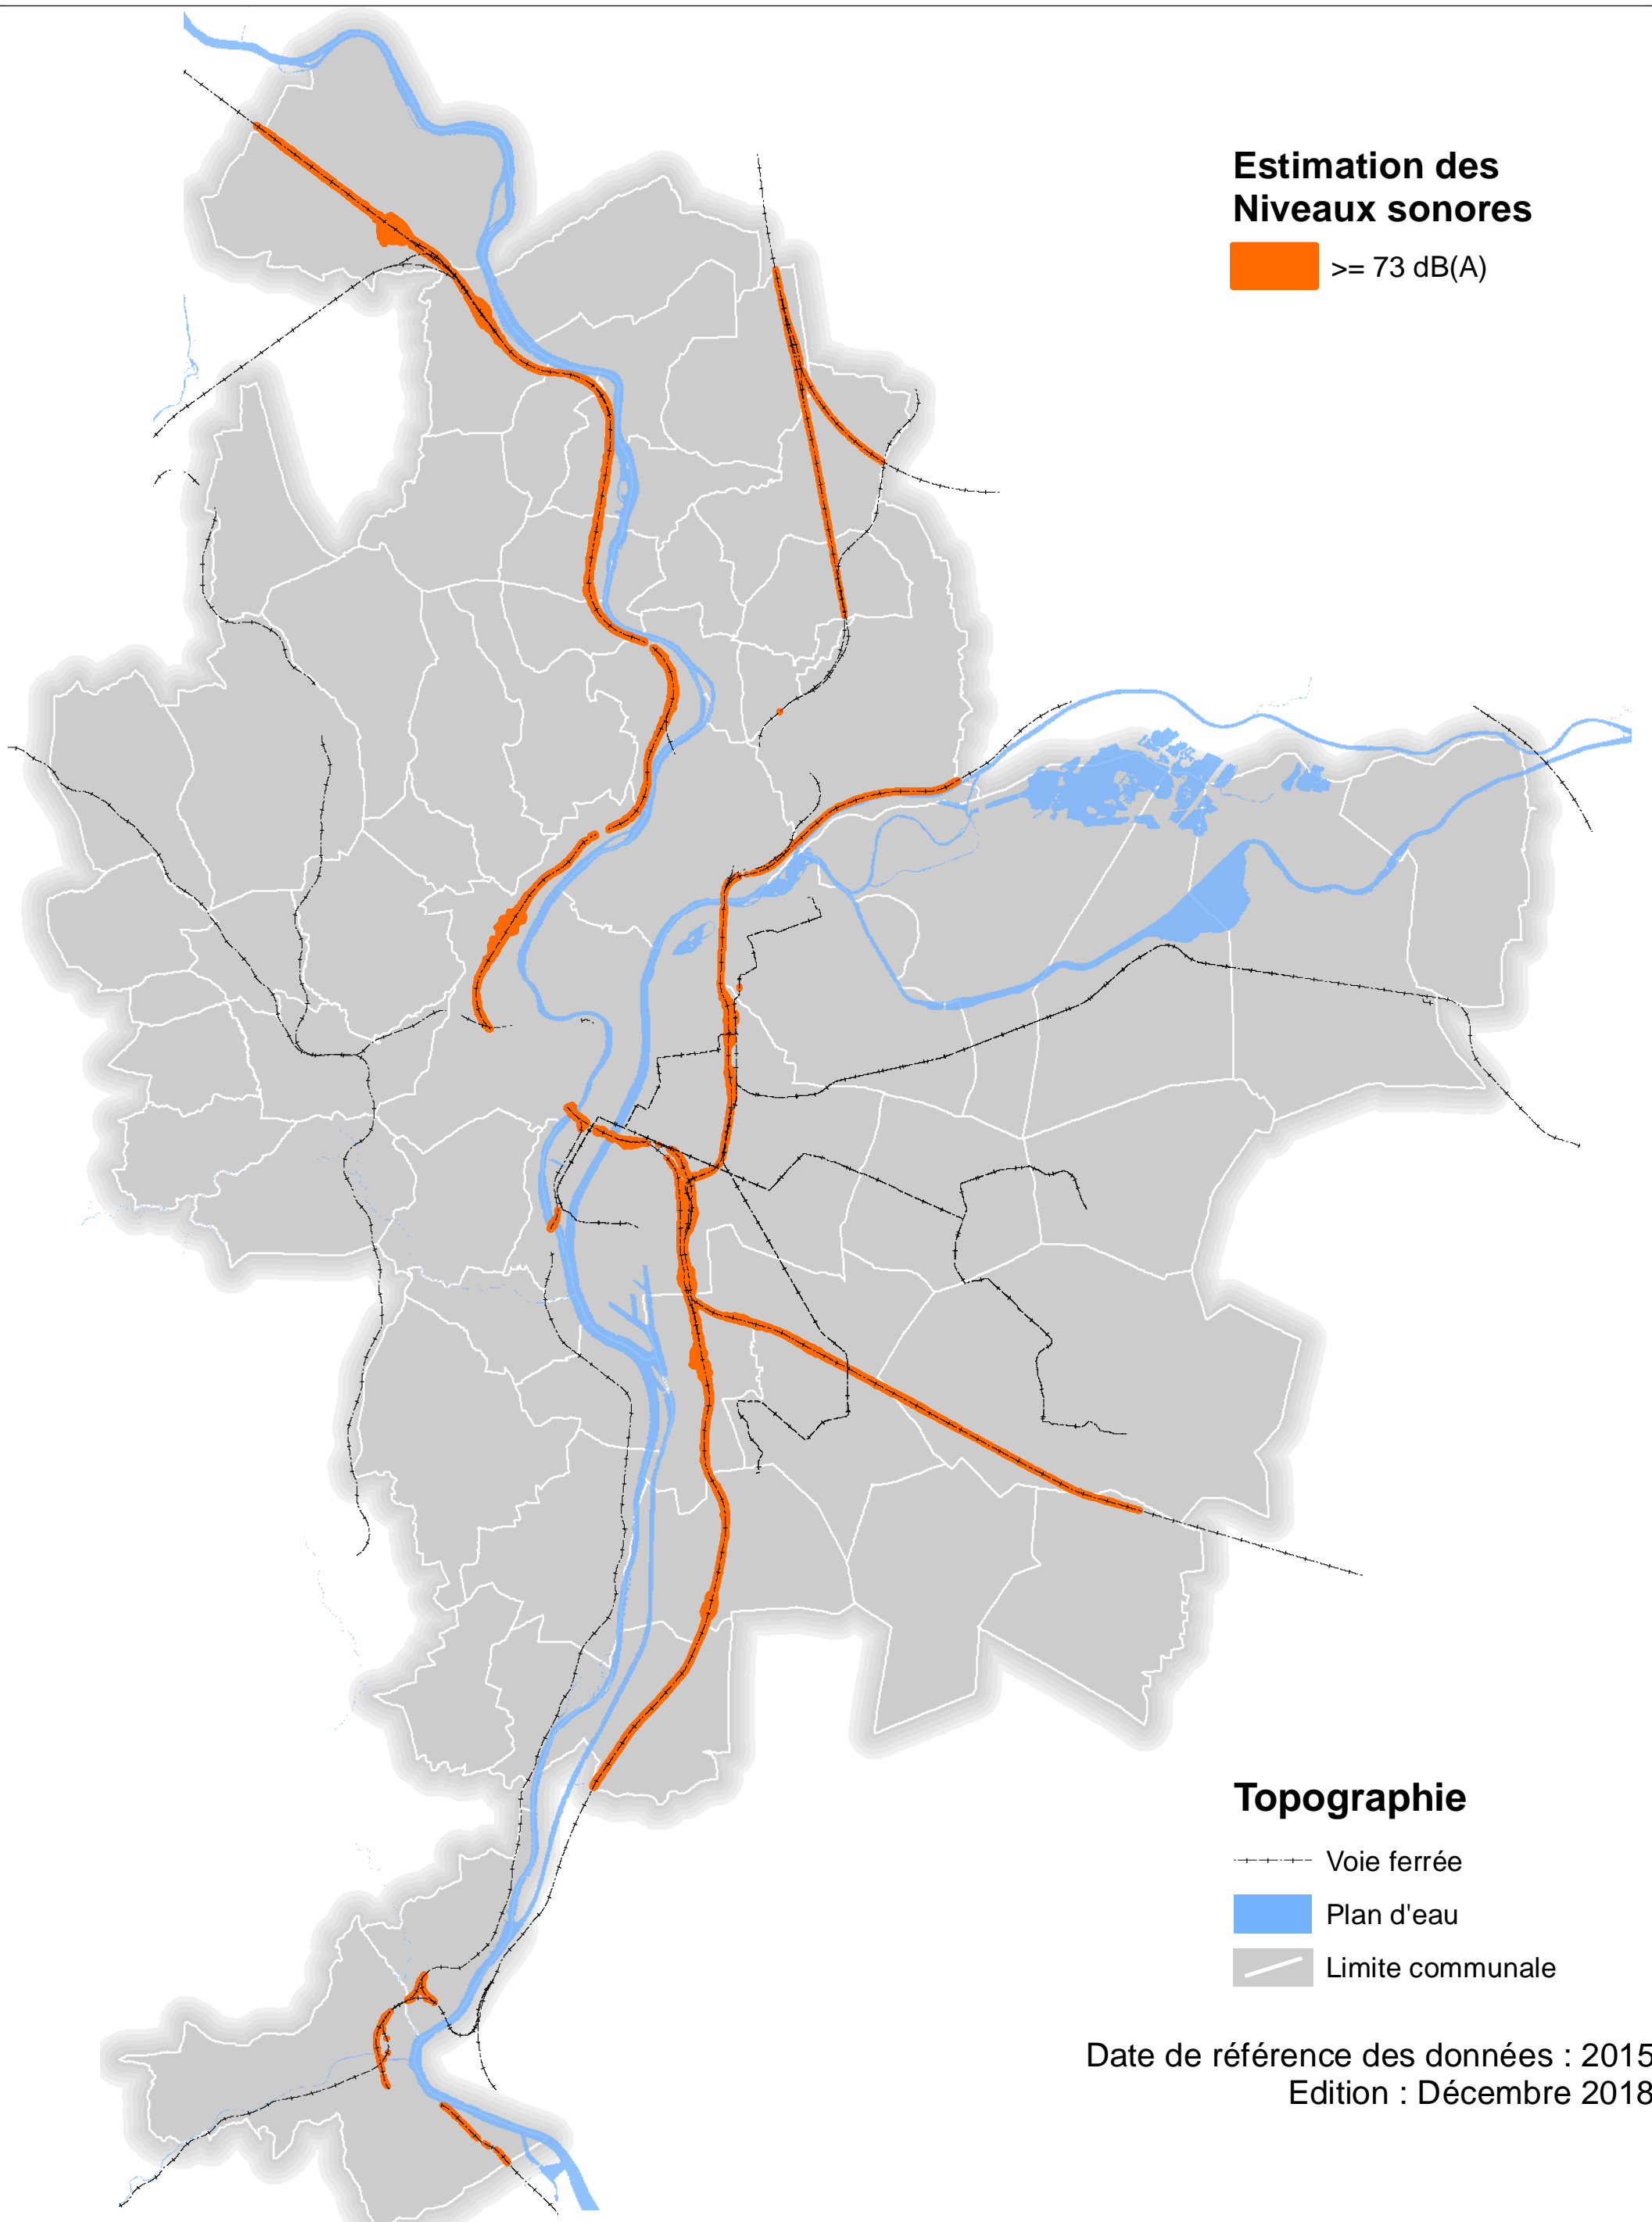 Estimation des
Niveaux sonores
>= 73 dB(A)
Topographie
Voie ferrée
Plan d'eau
Limite communale
Date de référence des données : 2015
Edition : Décembre 2018